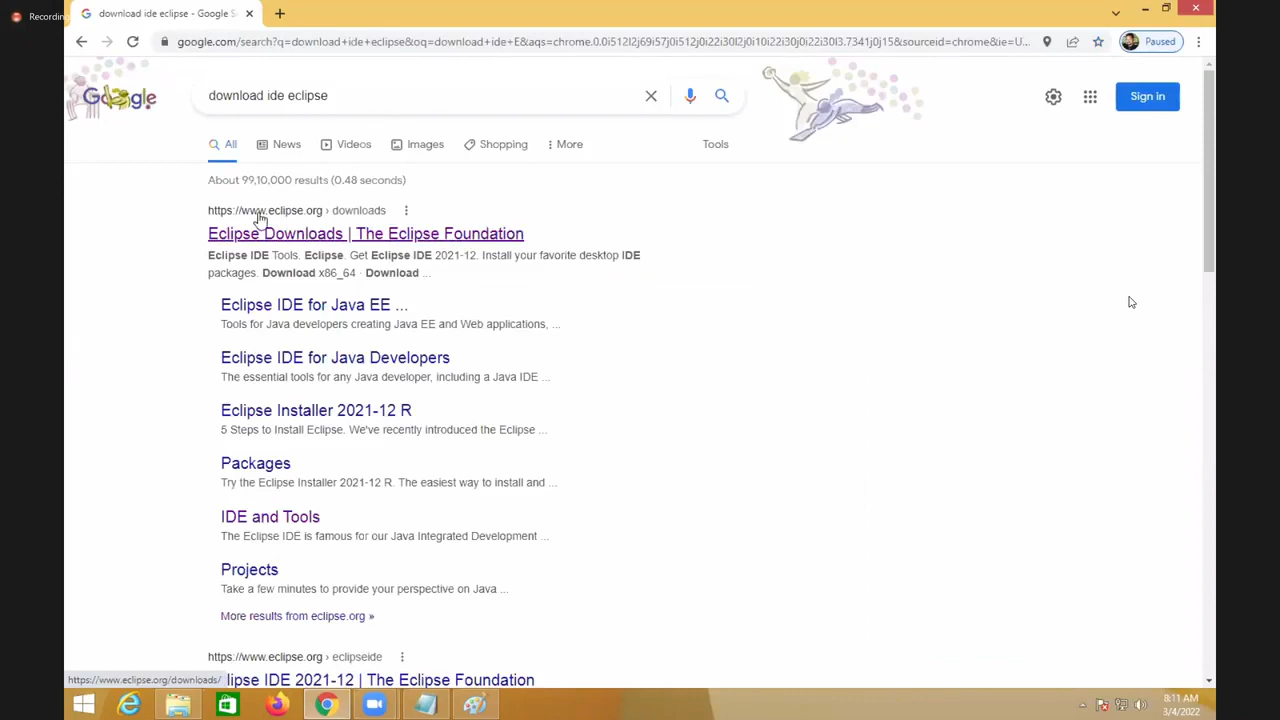 Recording
download ide eclipse - Google S
google.com/search?q=download+ide+eclipse&oq=download+ide+E&aqs=chrome.0.0i512l2j69i57j0i512j0i22i30l2j0i10i22i30j0i22i30l3.7341j0j15&sourceid=chrome&ie=U...
Paused
Google
download ide eclipse
Sign in
All
News
Videos
Images
Shopping
More
Tools
About 99,10,000 results (0.48 seconds)
https://www.eclipse.org › downloads
Eclipse Downloads | The Eclipse Foundation
Eclipse IDE Tools. Eclipse. Get Eclipse IDE 2021-12. Install your favorite desktop IDE
packages. Download x86_64 · Download ...
Eclipse IDE for Java EE ...
Tools for Java developers creating Java EE and Web applications, ...
Eclipse IDE for Java Developers
The essential tools for any Java developer, including a Java IDE ...
Eclipse Installer 2021-12 R
5 Steps to Install Eclipse. We've recently introduced the Eclipse ...
Packages
Try the Eclipse Installer 2021-12 R. The easiest way to install and ...
IDE and Tools
The Eclipse IDE is famous for our Java Integrated Development ...
Projects
Take a few minutes to provide your perspective on Java ...
More results from eclipse.org »
https://www.eclipse.org › eclipseide
lipse IDE 2021-12 | The Eclipse Foundation
https://www.eclipse.org/downloads/
8:11 AM
3/4/2022